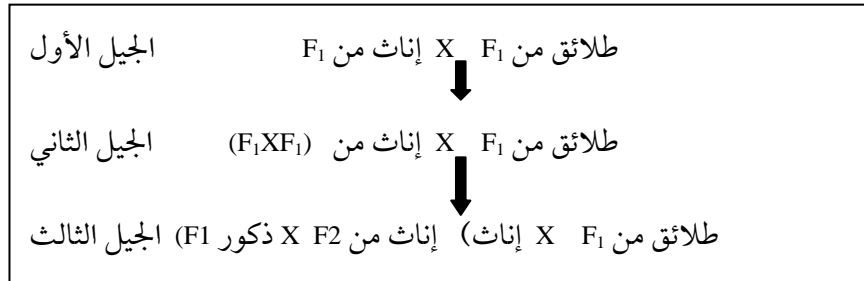 طلائق من F₁ X إناث من F₁ الجيل الأول
طلائق من F₁ X إناث من (F₁XF₁) الجيل الثاني
طلائق من F₁ X إناث) إناث من F2 X ذكور F1) الجيل الثالث